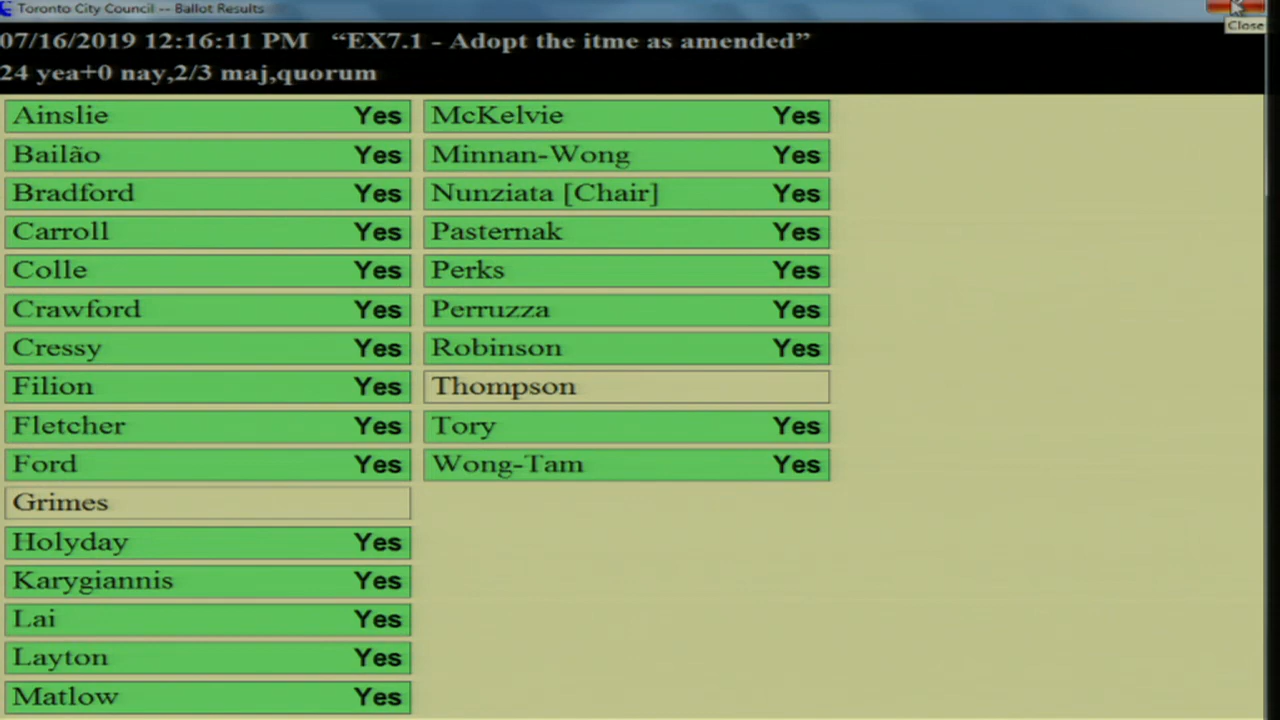 Toronto City Council -- Ballot Results
Close
07/16/2019 12:16:11 PM “EX7.1 - Adopt the itme as amended”
24 yea+0 nay,2/3 maj,quorum
Ainslie Yes
Bailão Yes
Bradford Yes
Carroll Yes
Colle Yes
Crawford Yes
Cressy Yes
Filion Yes
Fletcher Yes
Ford Yes
Grimes
Holyday Yes
Karygiannis Yes
Lai Yes
Layton Yes
Matlow Yes
McKelvie Yes
Minnan-Wong Yes
Nunziata [Chair] Yes
Pasternak Yes
Perks Yes
Perruzza Yes
Robinson Yes
Thompson
Tory Yes
Wong-Tam Yes